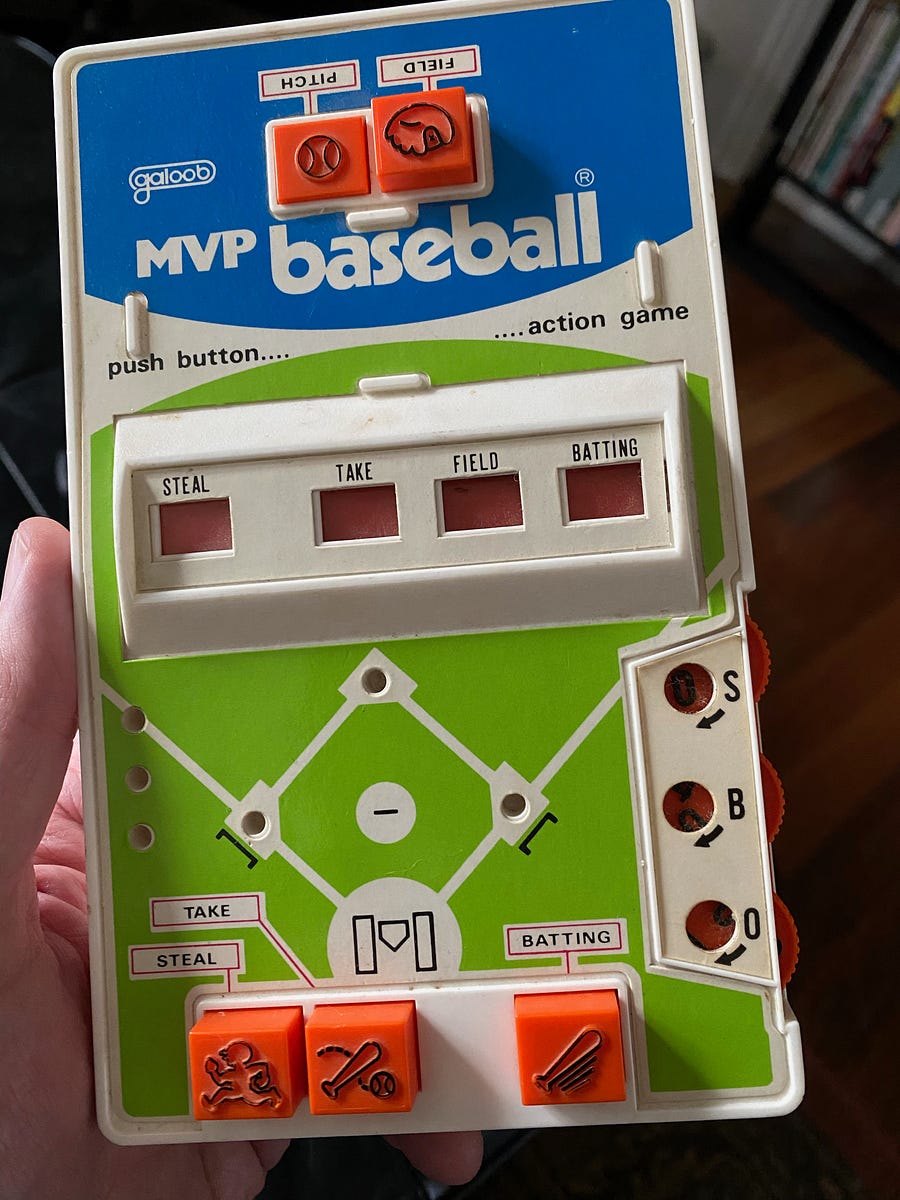 PITCH
FIELD
galoob
MVP baseball®
push button....
....action game
STEAL
TAKE
FIELD
BATTING
S
B
O
TAKE
STEAL
BATTING